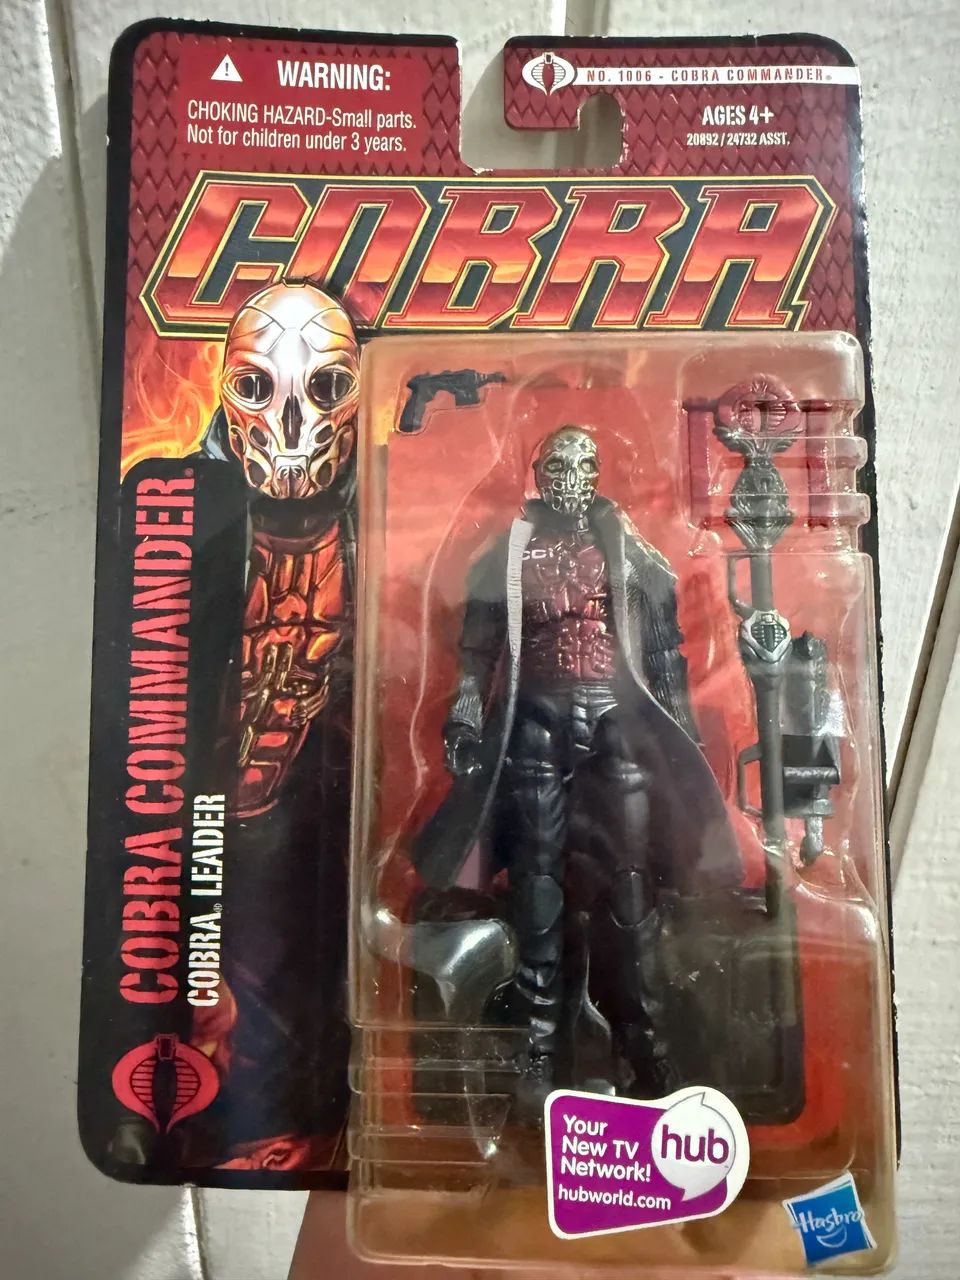 WARNING:
CHOKING HAZARD-Small parts.
Not for children under 3 years.
NO. 1006 - COBRA COMMANDER®
AGES 4+
20892 / 24732 ASST.
COBRA
COBRA COMMANDER®
COBRA® LEADER
Your
New TV
Network!
hubworld.com
hub
Hasbro